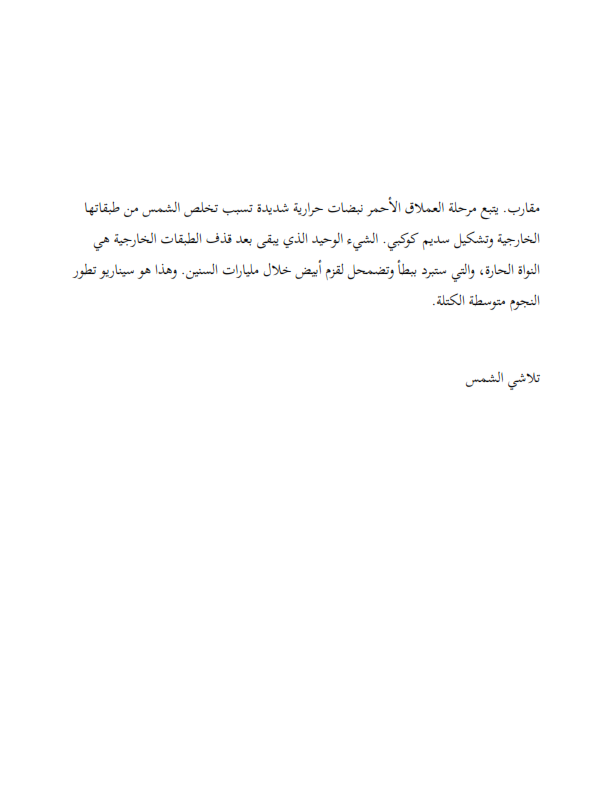 مقارب. يتبع مرحلة العملاق الأحمر نبضات حرارية شديدة تسبب تخلص الشمس من طبقاتها
الخارجية وتشكيل سديم كوكبي. الشيء الوحيد الذي يبقى بعد قذف الطبقات الخارجية هي
النواة الحارة، والتي ستبرد ببطأ وتضمحل لقزم أبيض خلال مليارات السنين. وهذا هو سيناريو تطور
النجوم متوسطة الكتلة.
تلاشي الشمس